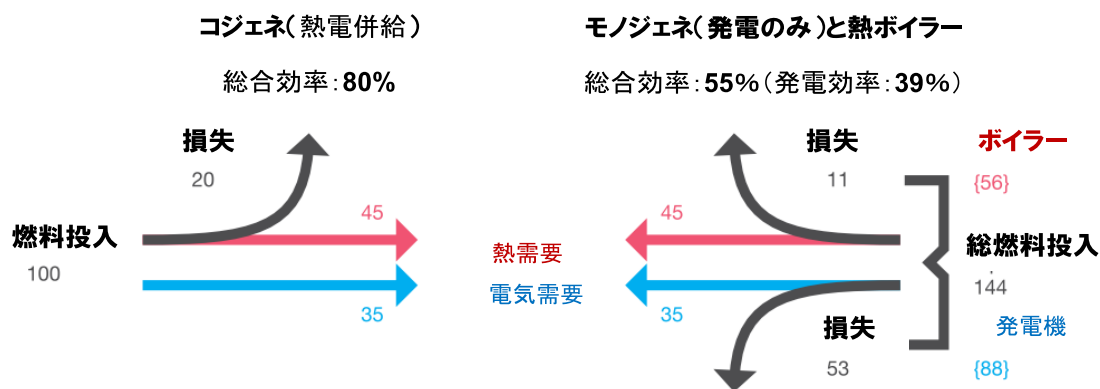 コジェネ(熱電併給)
モノジェネ(発電のみ)と熱ボイラー
総合効率:80%
総合効率:55%(発電効率:39%)
損失
20
損失
11
ボイラー
{56}
45
45
燃料投入
100
熱需要
総燃料投入
144
電気需要
35
35
損失
53
発電機
{88}